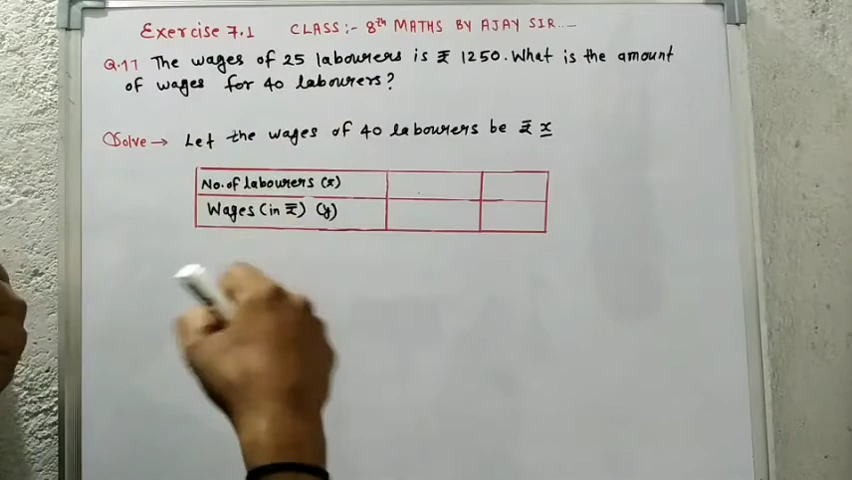 Exercise 7.1 CLASS:- 8th MATHS BY AJAY SIR...
Q.11 The wages of 25 labourers is ₹ 1250. What is the amount
of wages for 40 labourers?
Solve → Let the wages of 40 labourers be ₹ x
No. of labourers (x)
Wages (in ₹) (y)